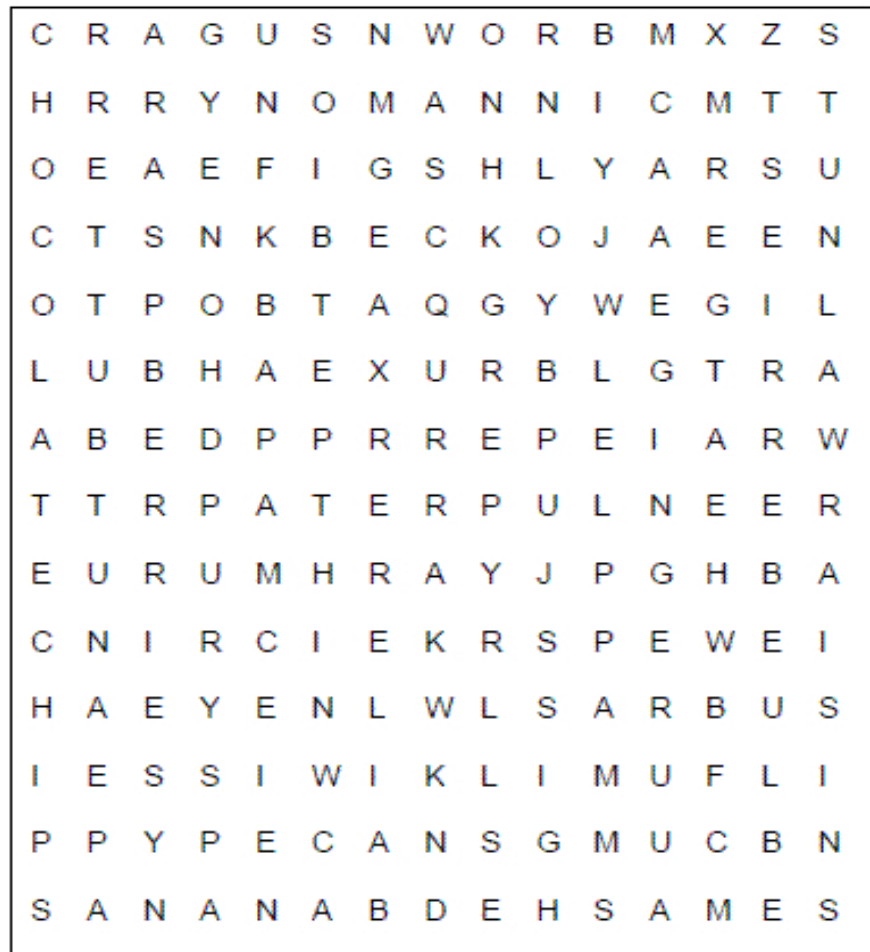 C R A G U S N W O R B M X Z S
H R R Y N O M A N N I C M T T
O E A E F I G S H L Y A R S U
C T S N K B E C K O J A E E N
O T P O B T A Q G Y W E G I L
L U B H A E X U R B L G T R A
A B E D P P R R E P E I A R W
T T R P A T E R P U L N E E R
E U R U M H R A Y J P G H B A
C N I R C I E K R S P E W E I
H A E Y E N L W L S A R B U S
I E S S I W I K L I M U F L I
P P Y P E C A N S G M U C B N
S A N A N A B D E H S A M E S